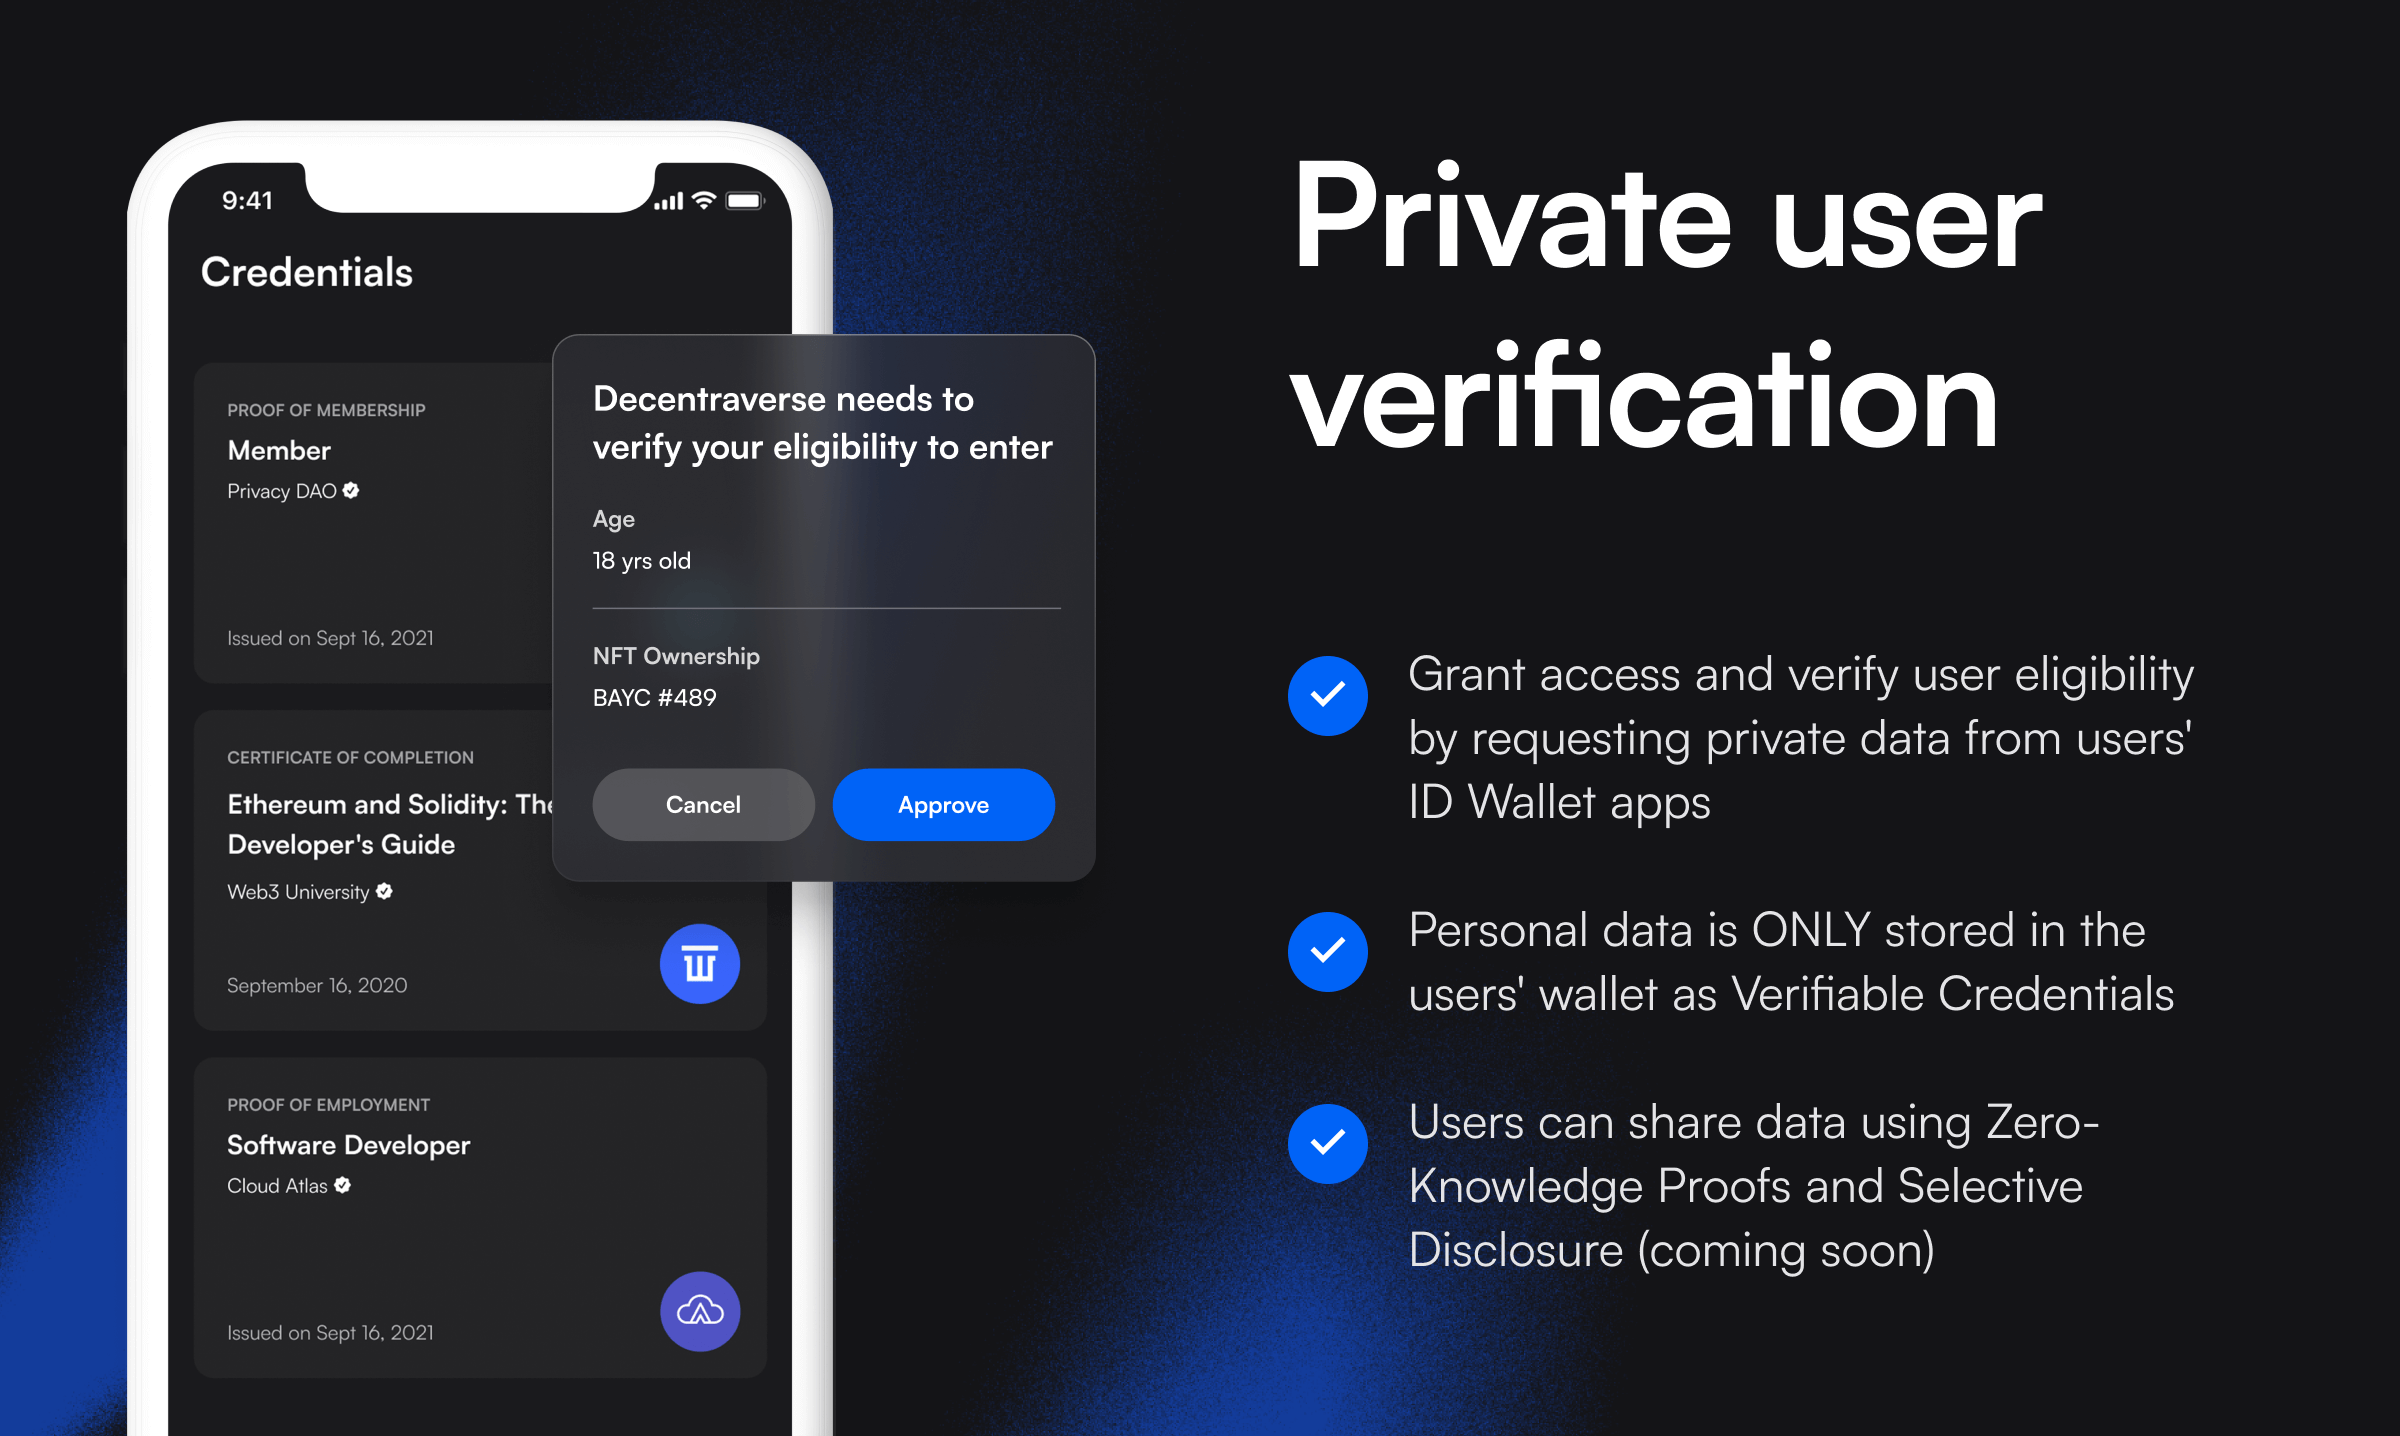 9:41
Credentials
PROOF OF MEMBERSHIP
Member
Privacy DAO
Issued on Sept 16, 2021
CERTIFICATE OF COMPLETION
Ethereum and Solidity: The
Developer's Guide
Web3 University
September 16, 2020
PROOF OF EMPLOYMENT
Software Developer
Cloud Atlas
Issued on Sept 16, 2021
Decentraverse needs to
verify your eligibility to enter
Age
18 yrs old
NFT Ownership
BAYC #489
Cancel
Approve
Private user
verification
Grant access and verify user eligibility
by requesting private data from users'
ID Wallet apps
Personal data is ONLY stored in the
users' wallet as Verifiable Credentials
Users can share data using Zero-
Knowledge Proofs and Selective
Disclosure (coming soon)